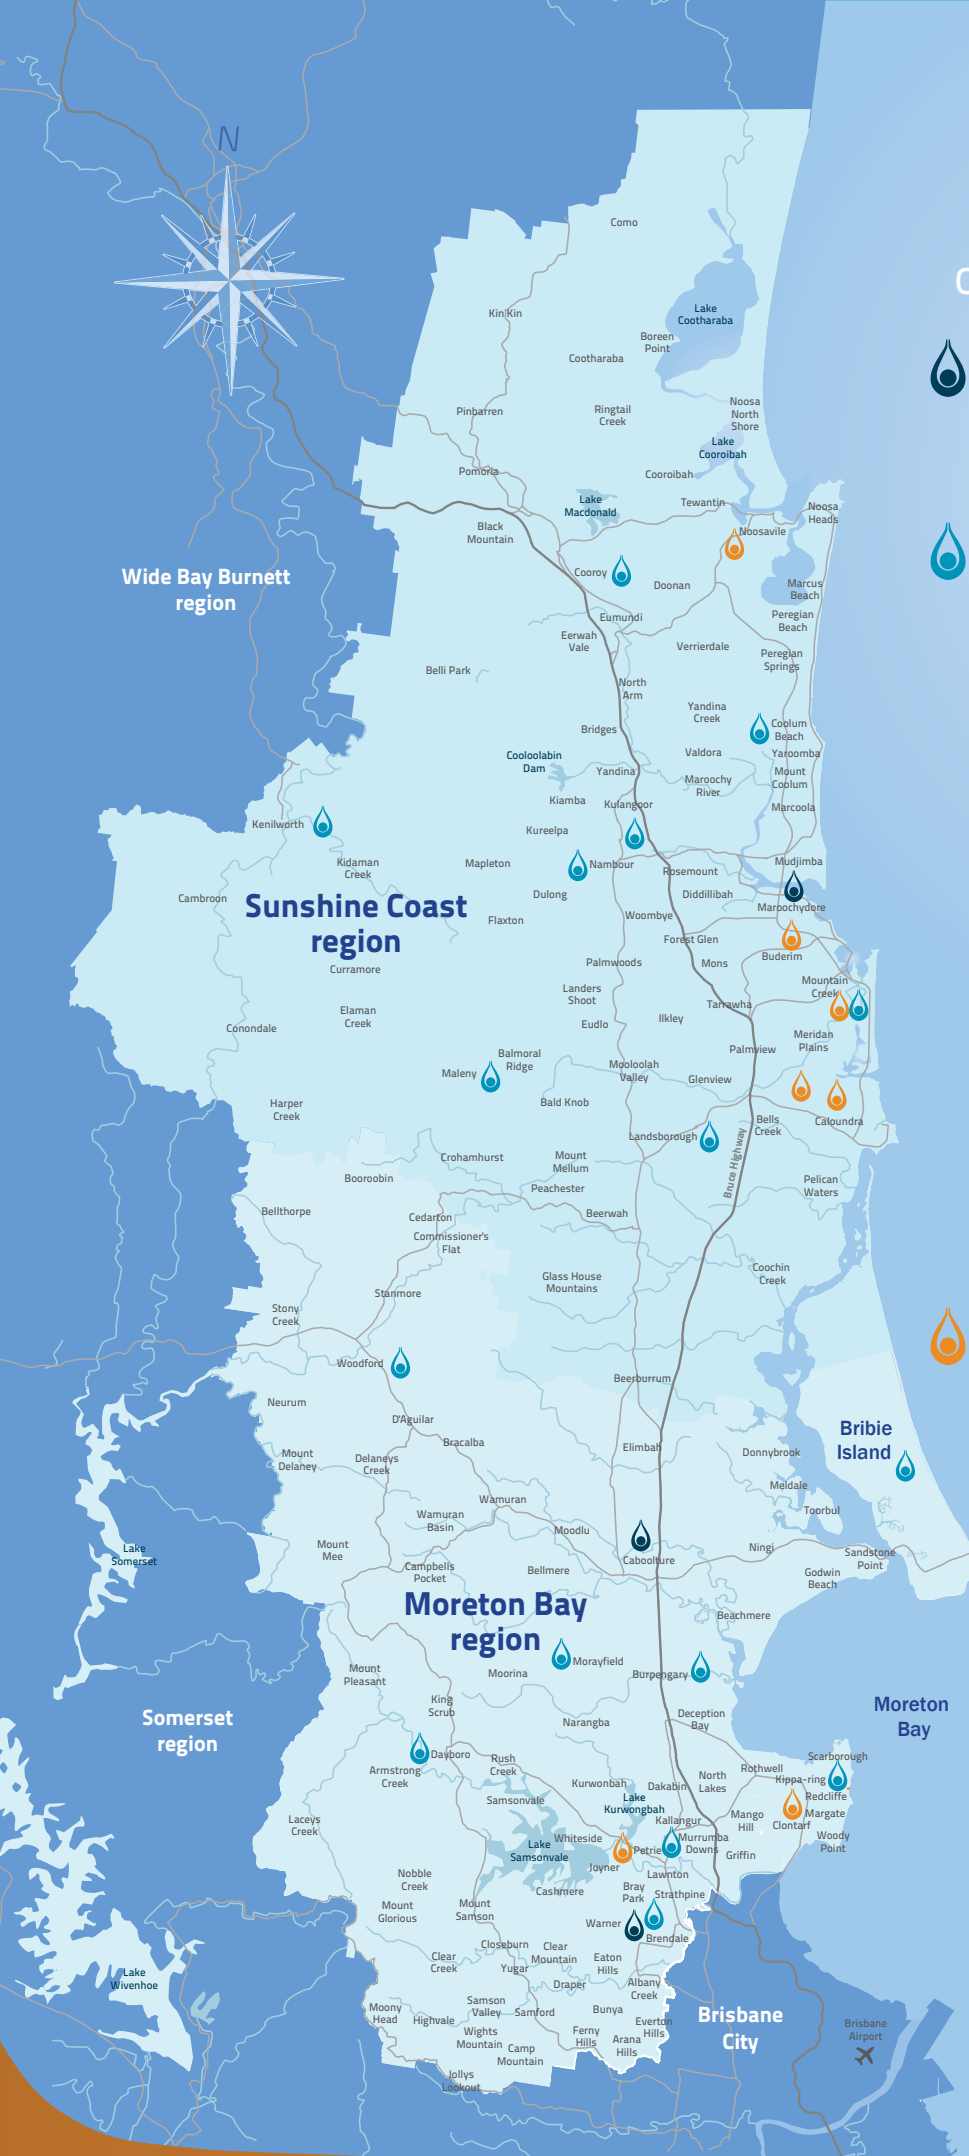 N
Como
Kin Kin
Lake
Cootharaba
Boreen
Point
Cootharaba
Noosa
North
Shore
Pinbarren
Ringtail
Creek
Lake
Cooroibah
Pomona
Cooroibah
Lake
Macdonald
Tewantin
Noosa
Heads
Black
Mountain
Noosaville
Wide Bay Burnett
region
Cooroy
Doonan
Marcus
Beach
Eumundi
Peregian
Beach
Eerwah
Vale
Verrierdale
Peregian
Springs
Belli Park
North
Arm
Yandina
Creek
Coolum
Beach
Bridges
Cooloolabin
Dam
Valdora
Yaroomba
Yandina
Maroochy
River
Mount
Coolum
Kiamba
Kulangoor
Marcoola
Kenilworth
Kureelpa
Kidaman
Creek
Mapleton
Nambour
Rosemount
Mudjimba
Cambroon
Dulong
Diddillibah
Maroochydore
Sunshine Coast
region
Flaxton
Woombye
Forest Glen
Buderim
Curramore
Palmwoods
Mons
Mountain
Creek
Landers
Shoot
Tanawha
Elaman
Creek
Ilkley
Conondale
Eudlo
Meridan
Plains
Balmoral
Ridge
Palmview
Maleny
Mooloolah
Valley
Glenview
Harper
Creek
Bald Knob
Bells
Creek
Caloundra
Landsborough
Bruce Highway
Crohamhurst
Mount
Mellum
Booroobin
Peachester
Pelican
Waters
Bellthorpe
Cedarton
Beerwah
Commissioner's
Flat
Coochin
Creek
Glass House
Mountains
Stanmore
Stony
Creek
Woodford
Beerburrum
Neurum
D'Aguilar
Bribie
Island
Bracalba
Elimbah
Mount
Delaney
Delaneys
Creek
Donnybrook
Meldale
Wamuran
Toorbul
Wamuran
Basin
Moodlu
Lake
Somerset
Mount
Mee
Caboolture
Ningi
Sandstone
Point
Campbells
Pocket
Bellmere
Godwin
Beach
Moreton Bay
region
Beachmere
Mount
Pleasant
Moorina
Morayfield
Burpengary
Somerset
region
King
Scrub
Narangba
Deception
Bay
Moreton
Bay
Dayboro
Rush
Creek
Scarborough
Armstrong
Creek
Rothwell
Kippa-ring
Kurwonbah
Dakabin
North
Lakes
Samsonvale
Lake
Kurwongbah
Redcliffe
Laceys
Creek
Kallangur
Mango
Hill
Clontarf
Margate
Lake
Samsonvale
Whiteside
Petrie
Murrumba
Downs
Griffin
Woody
Point
Joyner
Lawnton
Nobble
Creek
Cashmere
Bray
Park
Strathpine
Mount
Glorious
Mount
Samson
Warner
Brendale
Clear
Creek
Closeburn
Yugar
Clear
Mountain
Eaton
Hills
Lake
Wivenhoe
Draper
Albany
Creek
Moony
Head
Highvale
Samson
Valley
Samford
Bunya
Brisbane
City
Everton
Hills
Brisbane
Airport
Wights
Mountain
Camp
Mountain
Ferny
Hills
Arana
Hills
Jollys
Lookout